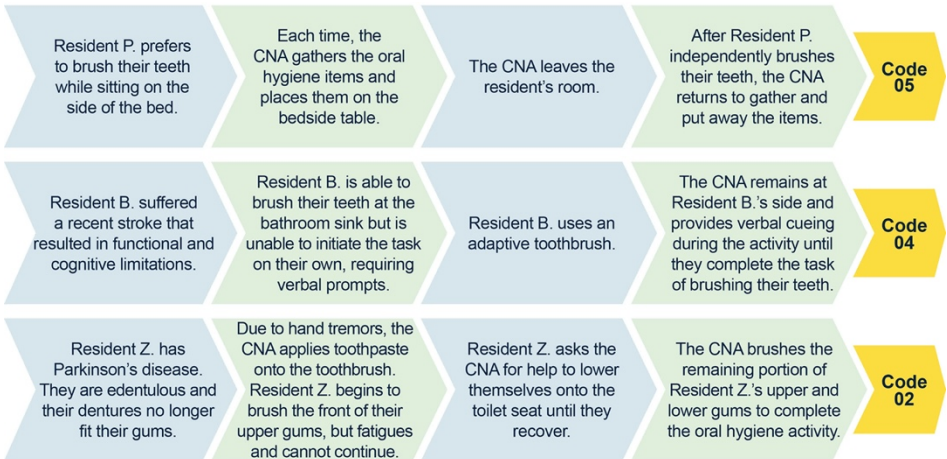 Resident P. prefers
to brush their teeth
while sitting on the
side of the bed.
Each time, the
CNA gathers the oral
hygiene items and
places them on the
bedside table.
The CNA leaves the
resident's room.
After Resident P.
independently brushes
their teeth, the CNA
returns to gather and
put away the items.
Code
05
Resident B. suffered
a recent stroke that
resulted in functional and
cognitive limitations.
Resident B. is able to
brush their teeth at the
bathroom sink but is
unable to initiate the task
on their own, requiring
verbal prompts.
Resident B. uses an
adaptive toothbrush.
The CNA remains at
Resident B.'s side and
provides verbal cueing
during the activity until
they complete the task
of brushing their teeth.
Code
04
Resident Z. has
Parkinson's disease.
They are edentulous and
their dentures no longer
fit their gums.
Due to hand tremors, the
CNA applies toothpaste
onto the toothbrush.
Resident Z. begins to
brush the front of their
upper gums, but fatigues
and cannot continue.
Resident Z. asks the
CNA for help to lower
themselves onto the
toilet seat until they
recover.
The CNA brushes the
remaining portion of
Resident Z.'s upper and
lower gums to complete
the oral hygiene activity.
Code
02